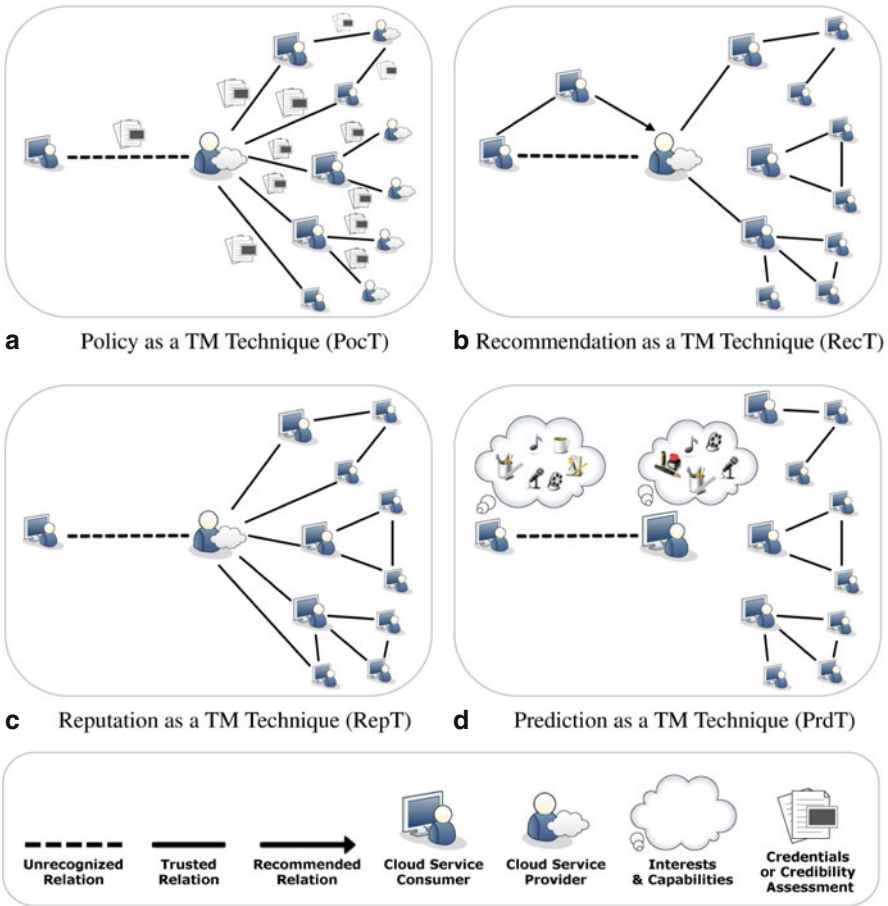 a Policy as a TM Technique (PocT)
b Recommendation as a TM Technique (RecT)
c Reputation as a TM Technique (RepT)
d Prediction as a TM Technique (PrdT)
Unrecognized
Relation
Trusted
Relation
Recommended
Relation
Cloud Service
Consumer
Cloud Service
Provider
Interests
& Capabilities
Credentials
or Credibility
Assessment